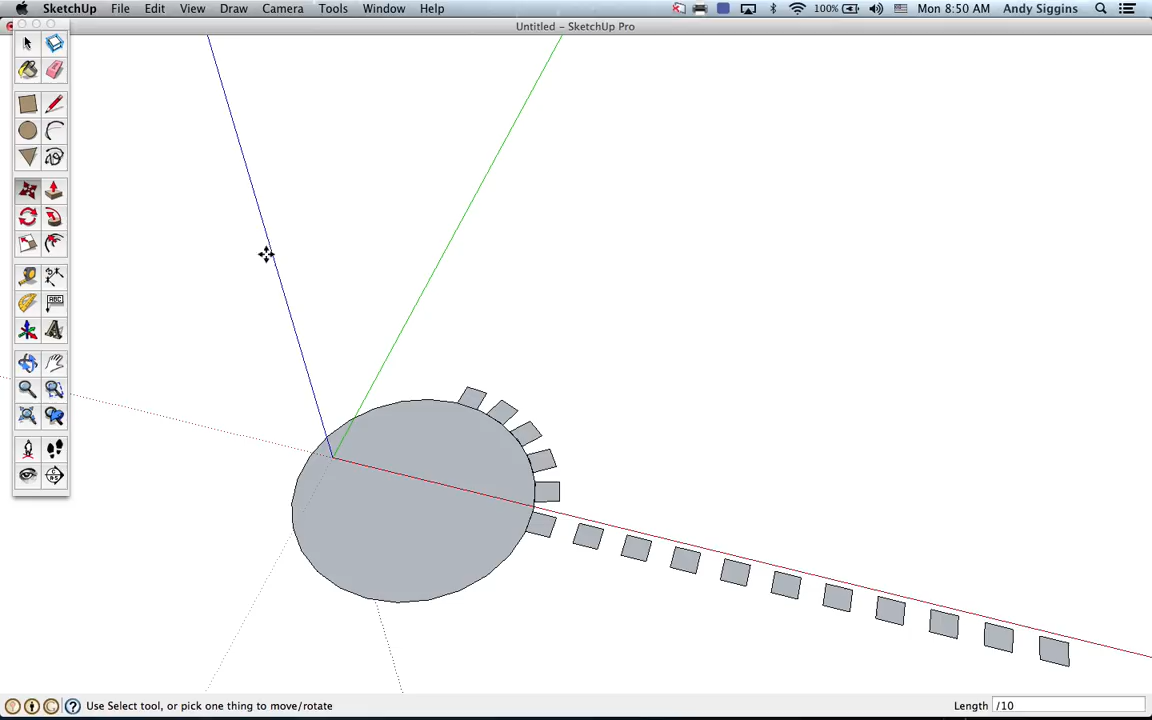 SketchUp File Edit View Draw Camera Tools Window Help 100% Mon 8:50 AM Andy Siggins
Untitled - SketchUp Pro
ABC
Use Select tool, or pick one thing to move/rotate Length /10